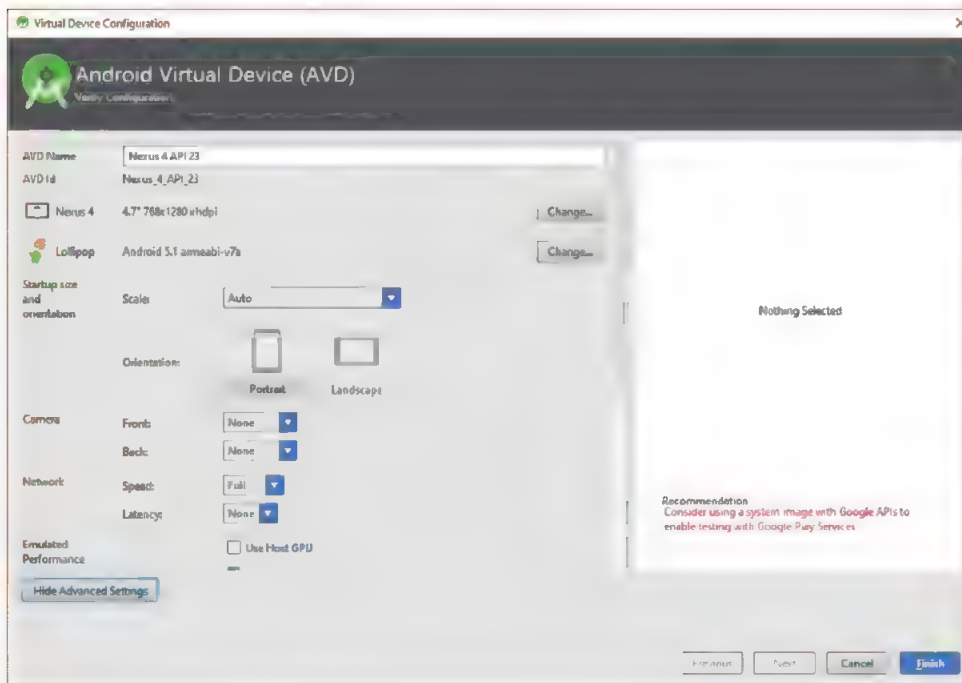 Virtual Device Configuration
Android Virtual Device (AVD)
Verify Configuration
AVD Name Nexus 4 API 23
AVD Id Nexus_4_API_23
Nexus 4 4.7" 768x1280 xhdpi Change...
Lollipop Android 5.1 armeabi-v7a Change...
Startup size
and
orientation
Scale: Auto
Orientation:
Portrait Landscape
Nothing Selected
Camera Front: None
Back: None
Network Speed: Full
Latency: None
Emulated
Performance
Use Host GPU
Recommendation
Consider using a system image with Google APIs to
enable testing with Google Play Services
Hide Advanced Settings
Previous Next Cancel Finish